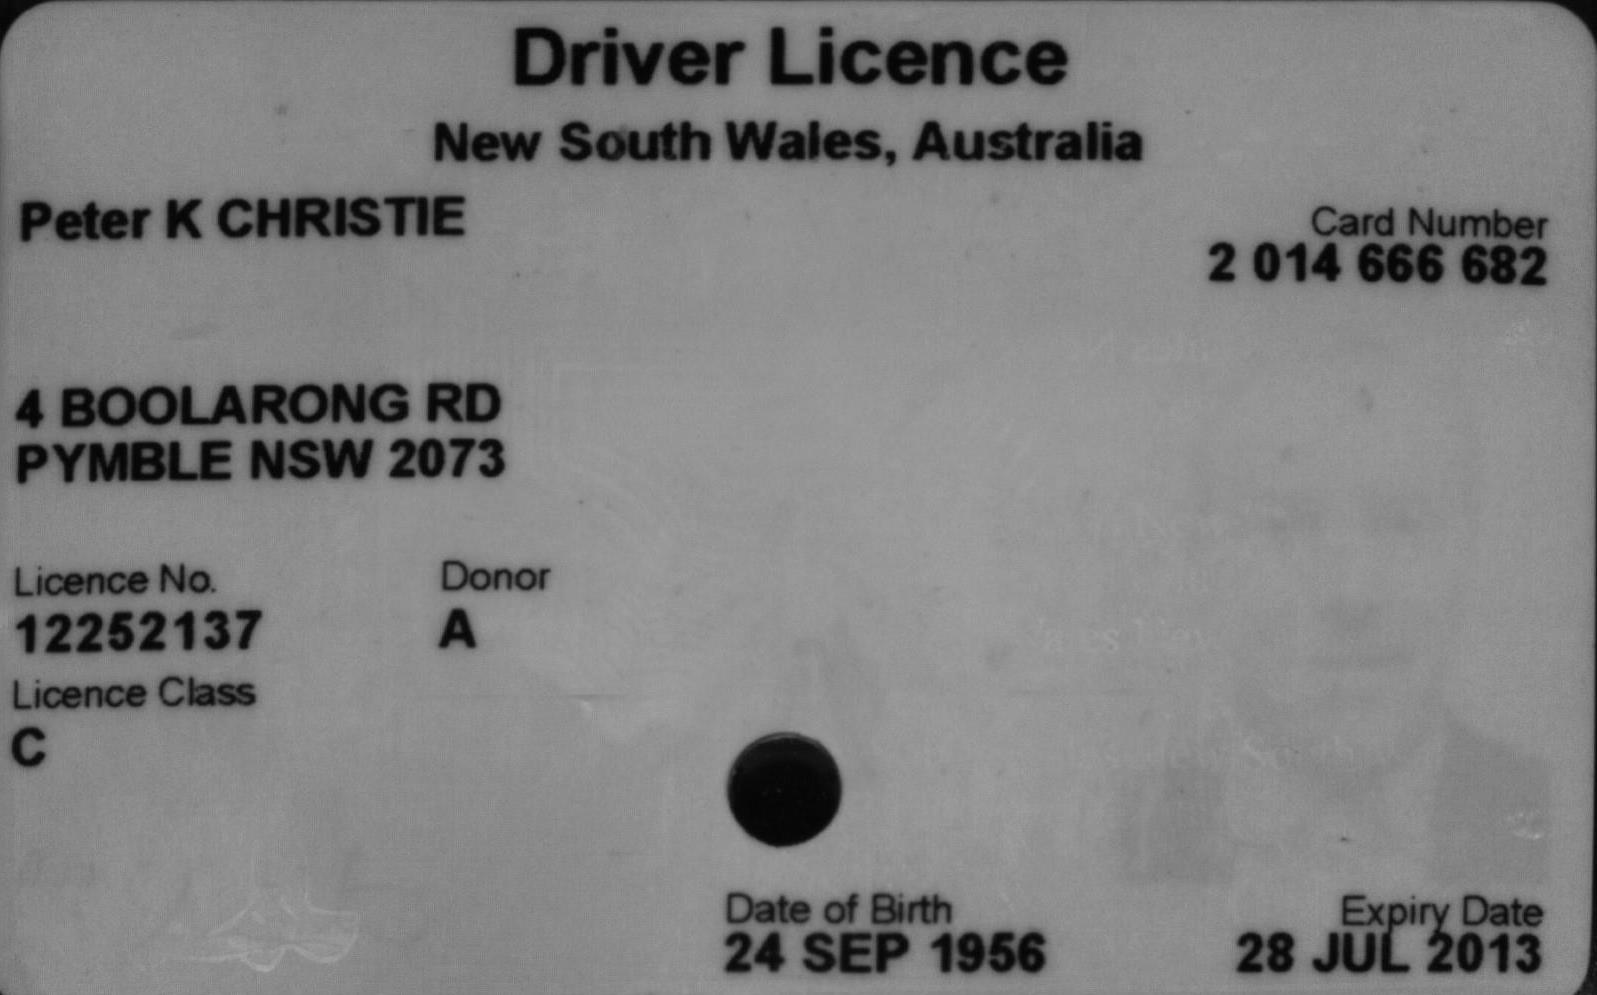 Driver Licence
New South Wales, Australia
Peter K CHRISTIE
Card Number
2 014 666 682
4 BOOLARONG RD
PYMBLE NSW 2073
Licence No.
Donor
12252137
A
Licence Class
C
Date of Birth
Expiry Date
24 SEP 1956
28 JUL 2013